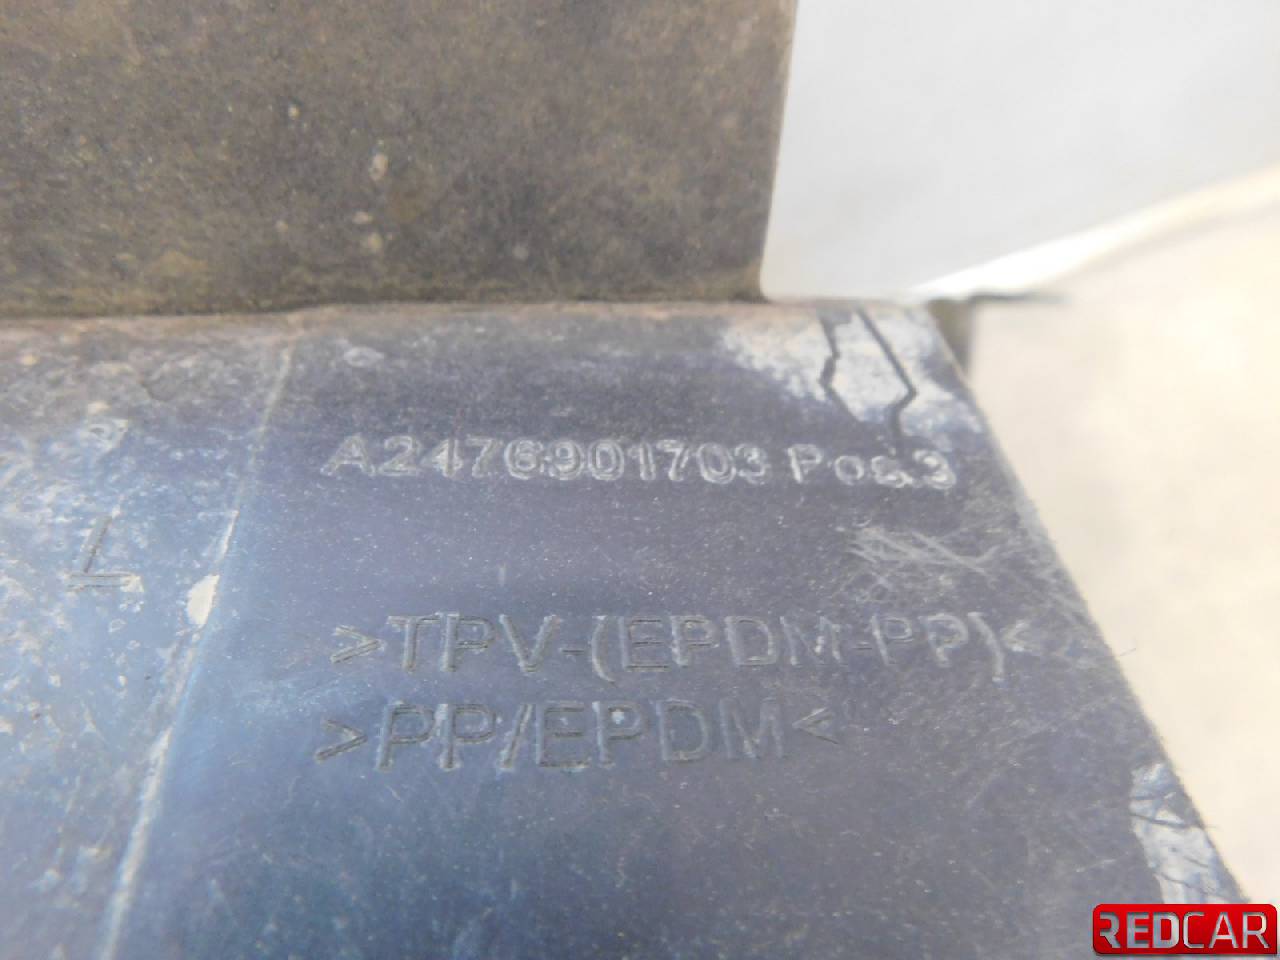 A2476901703 Pos.3
L
>TPV-(EPDM-PP)<
>PP/EPDM<
REDCAR